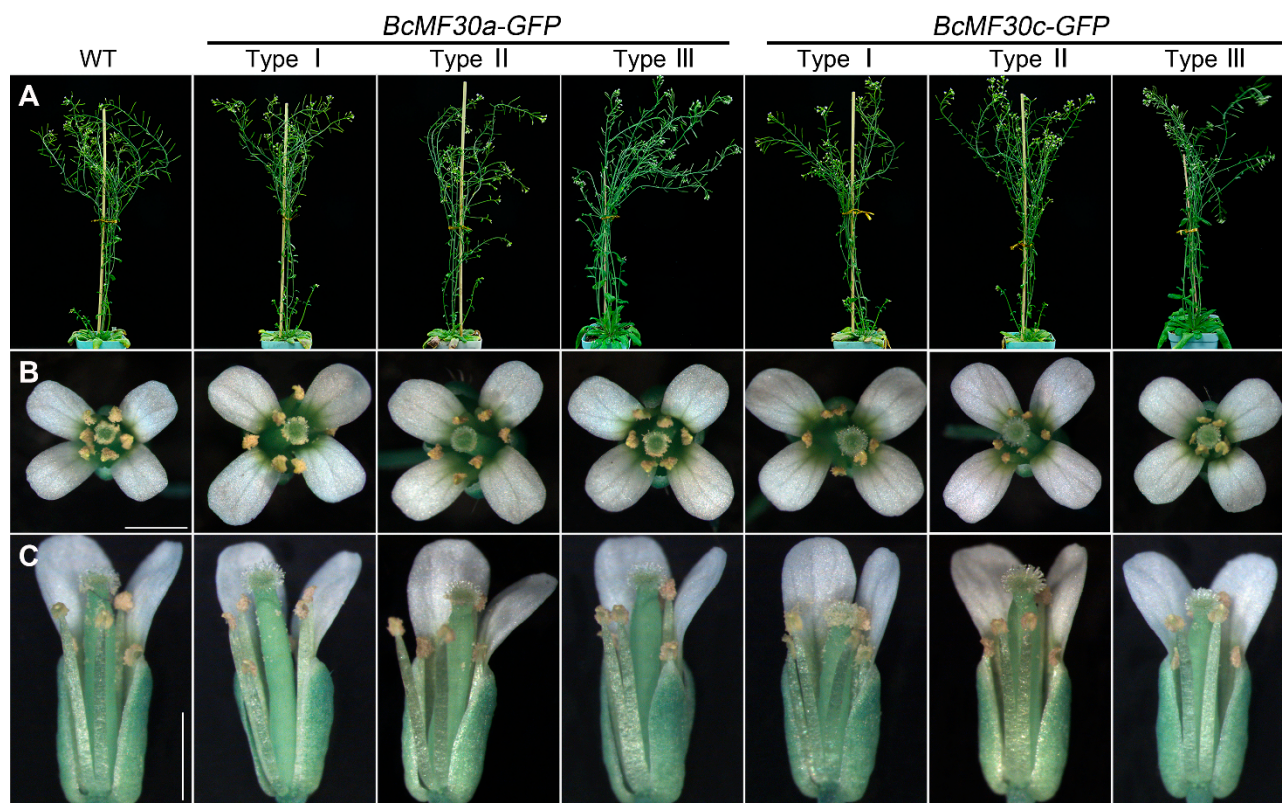 BcMF30a-GFP BcMF30c-GFP
WT Type I Type II Type III Type I Type II Type III
A
B
C